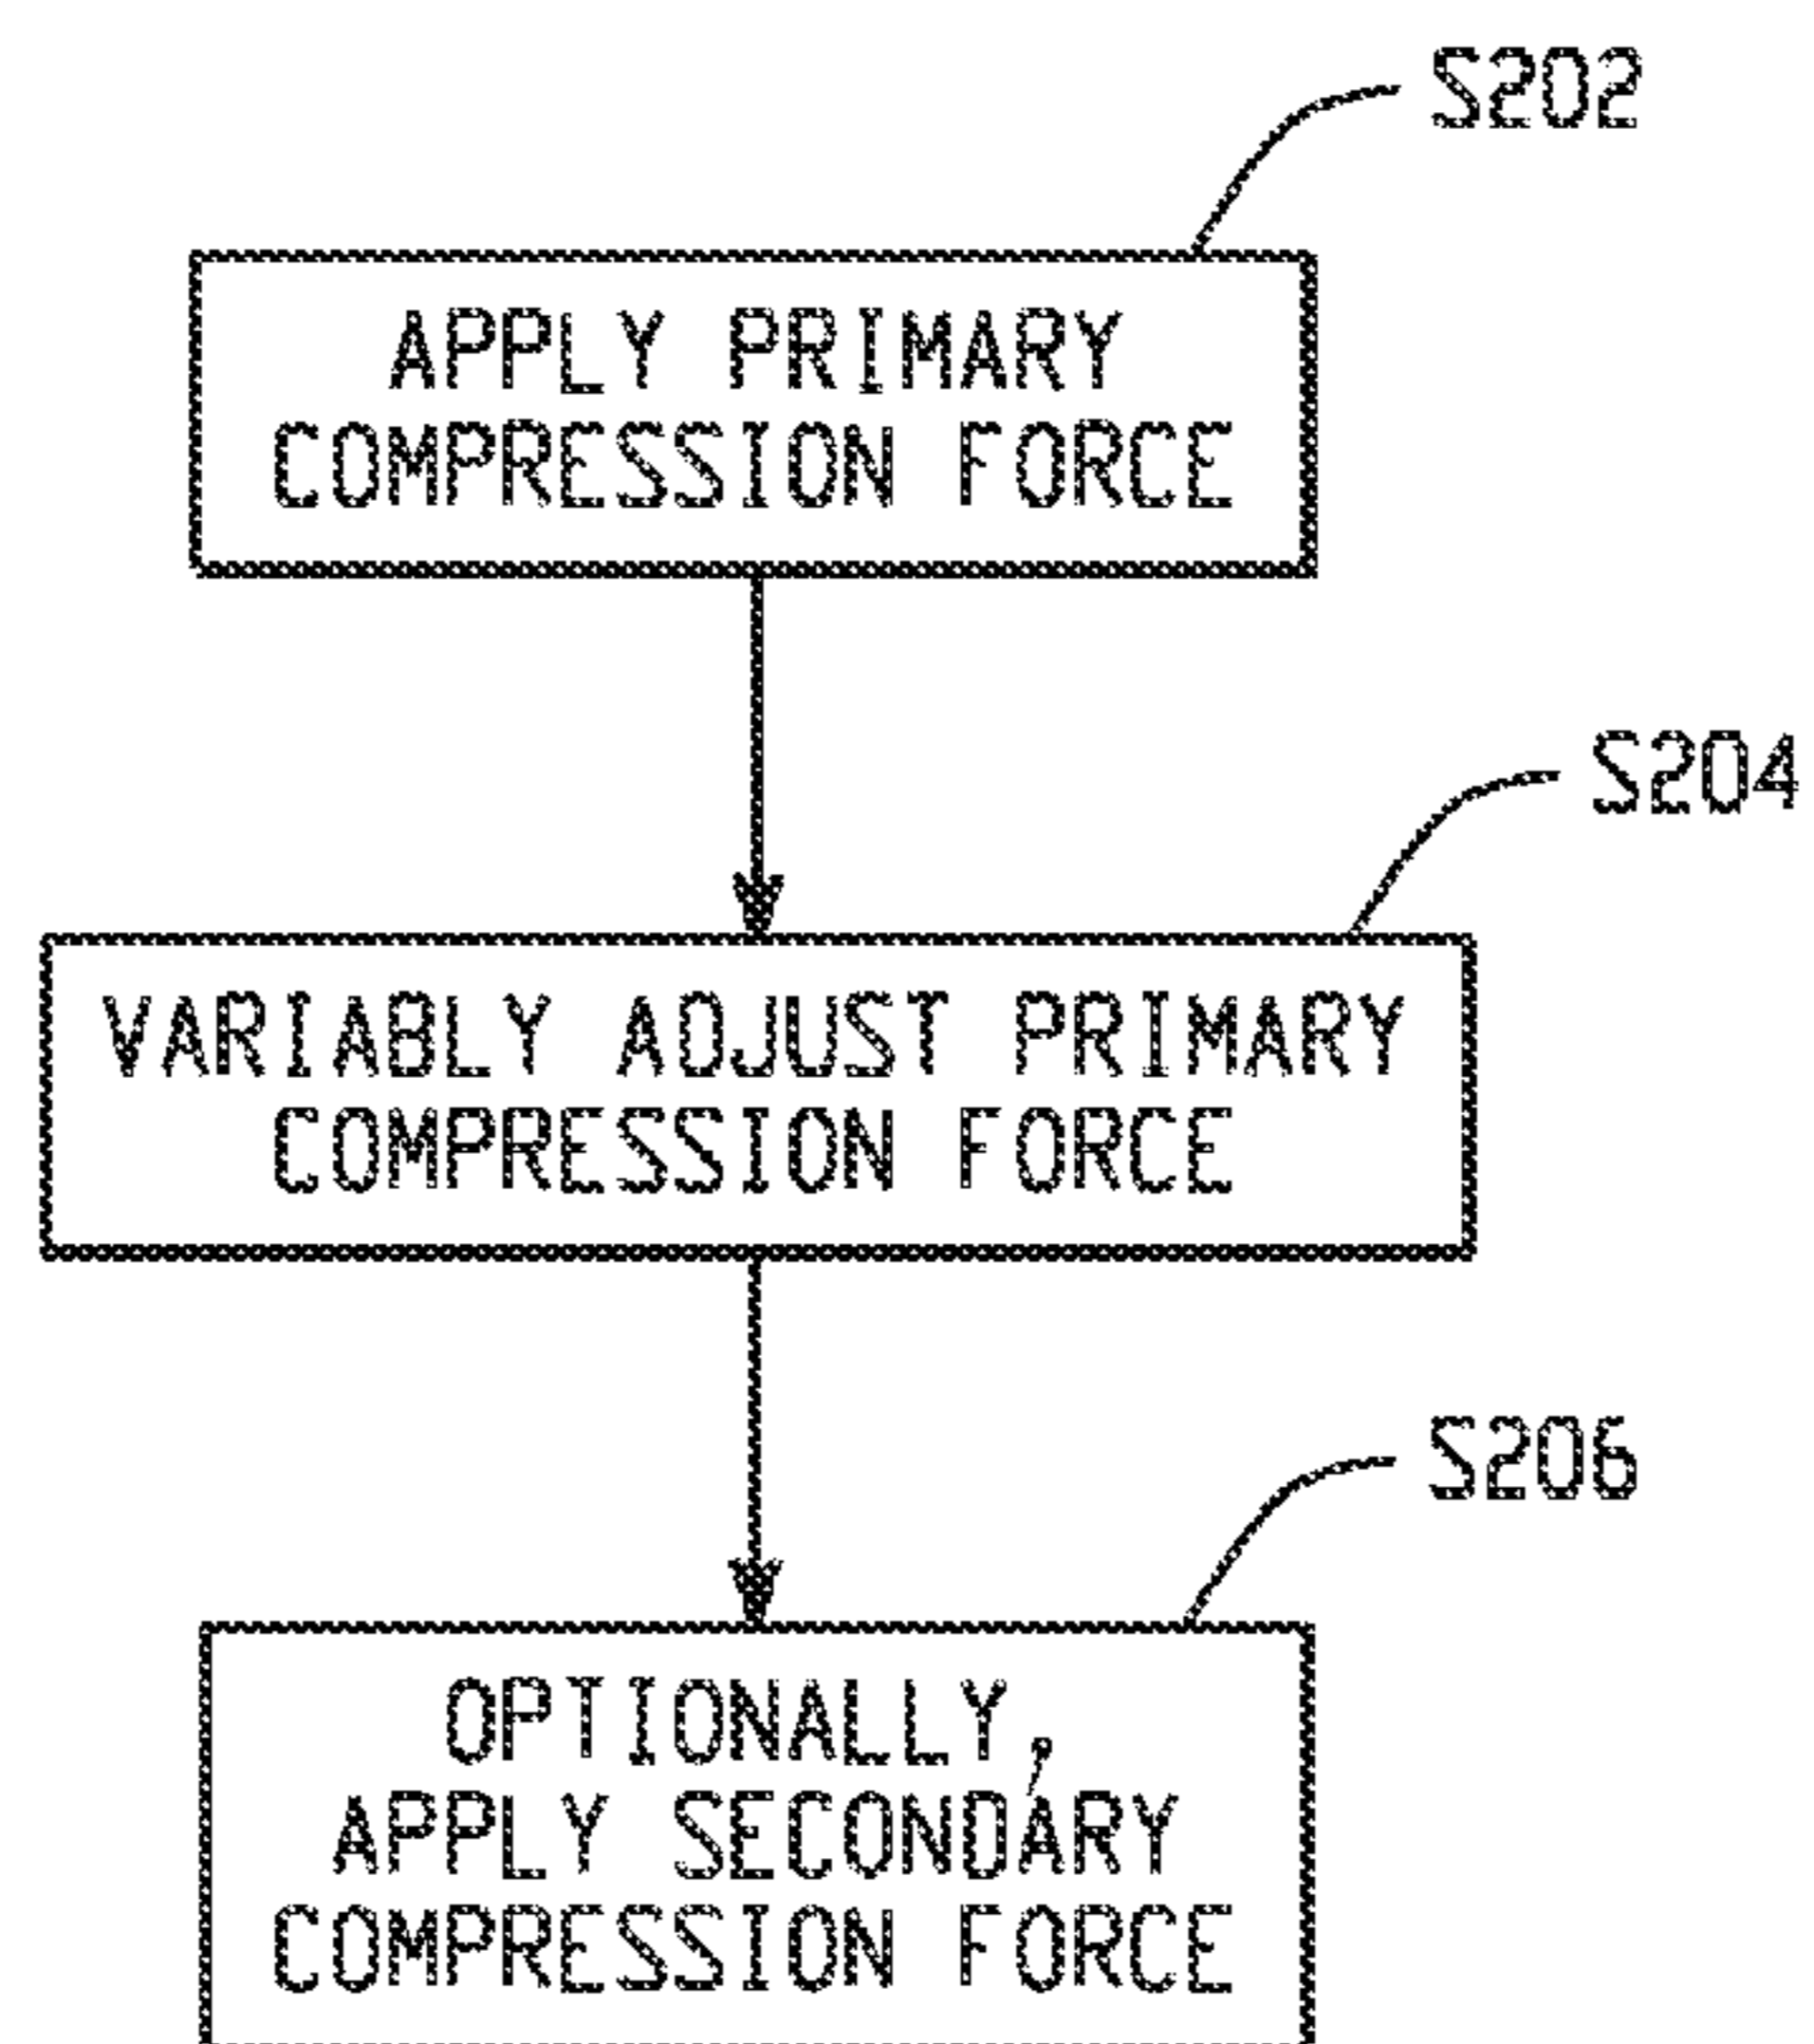 S202
APPLY PRIMARY
COMPRESSION FORCE
S204
VARIABLY ADJUST PRIMARY
COMPRESSION FORCE
S206
OPTIONALLY,
APPLY SECONDARY
COMPRESSION FORCE